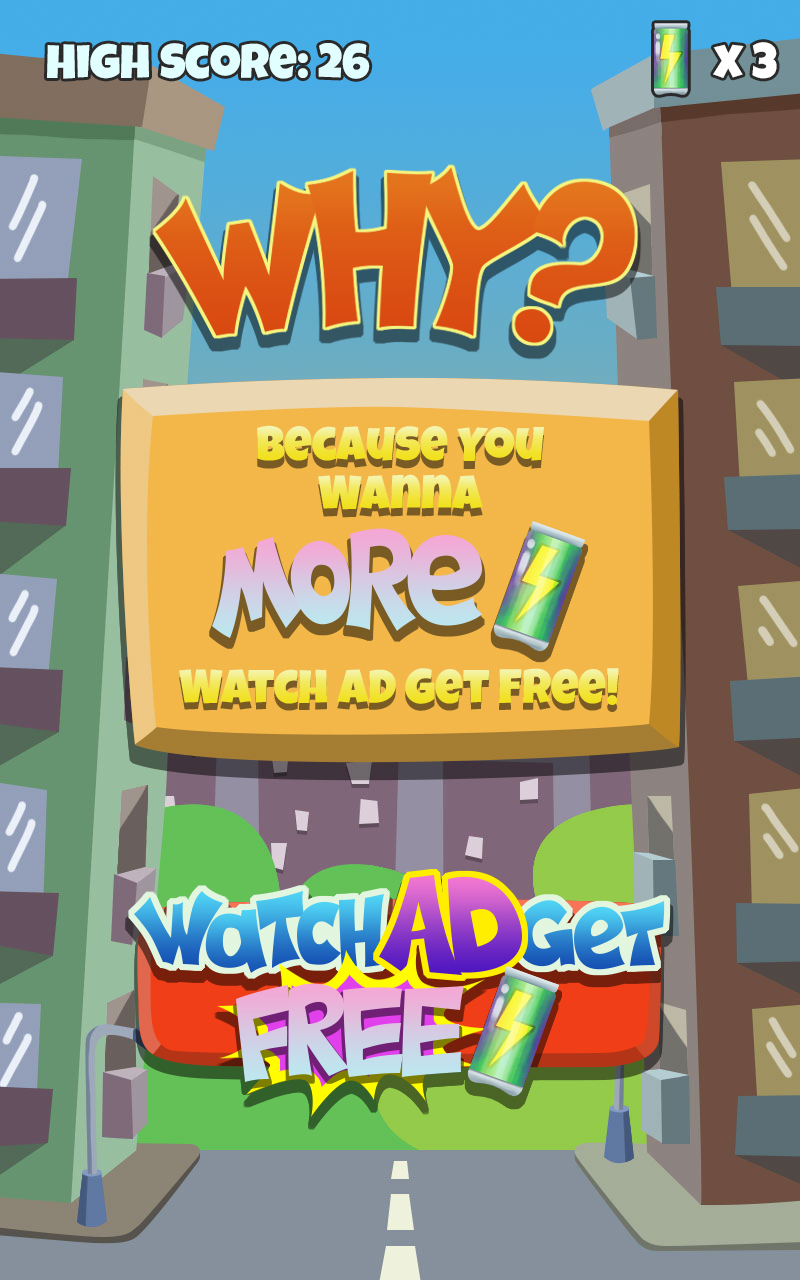 HIGH SCORE: 26
X 3
WHY?
BECAUSE YOU
WANNA
MORE
WATCH AD GET FREE!
WATCH AD GET
FREE